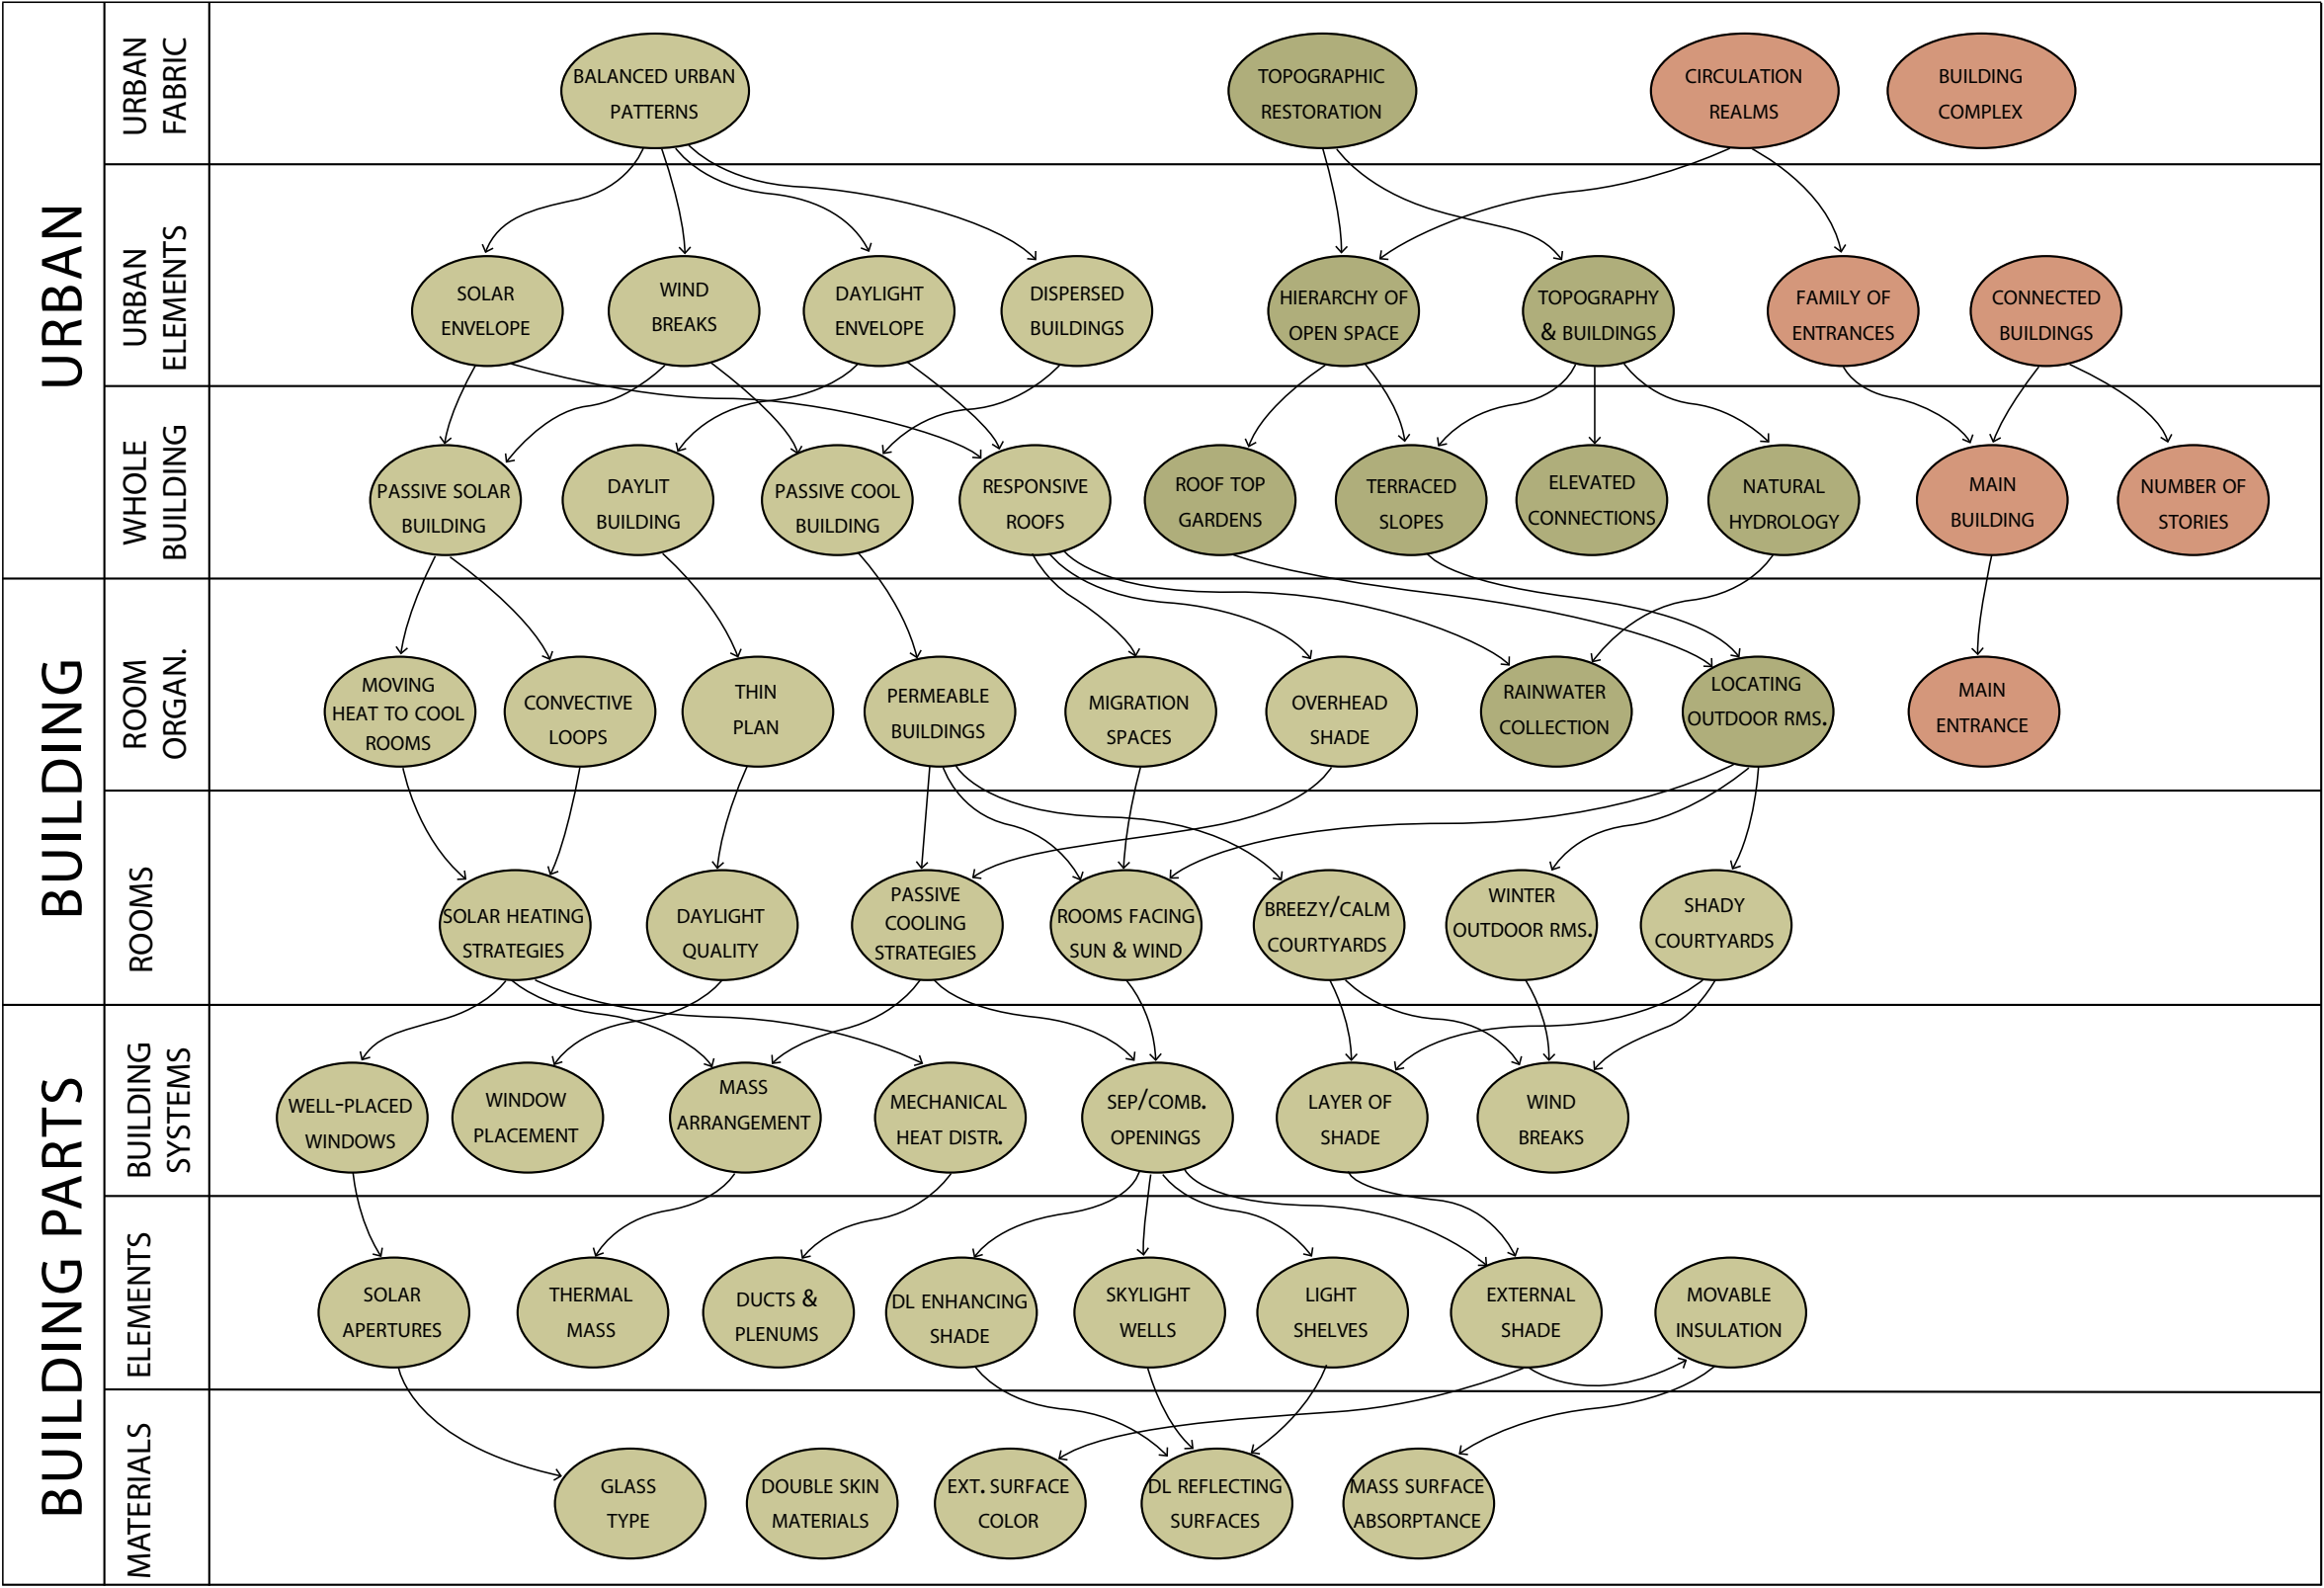 URBAN
URBAN
FABRIC
BALANCED URBAN
PATTERNS
TOPOGRAPHIC
RESTORATION
CIRCULATION
REALMS
BUILDING
COMPLEX
URBAN
ELEMENTS
SOLAR
ENVELOPE
WIND
BREAKS
DAYLIGHT
ENVELOPE
DISPERSED
BUILDINGS
HIERARCHY OF
OPEN SPACE
TOPOGRAPHY
& BUILDINGS
FAMILY OF
ENTRANCES
CONNECTED
BUILDINGS
WHOLE
BUILDING
PASSIVE SOLAR
BUILDING
DAYLIT
BUILDING
PASSIVE COOL
BUILDING
RESPONSIVE
ROOFS
ROOF TOP
GARDENS
TERRACED
SLOPES
ELEVATED
CONNECTIONS
NATURAL
HYDROLOGY
MAIN
BUILDING
NUMBER OF
STORIES
BUILDING
ROOM
ORGAN.
MOVING
HEAT TO COOL
ROOMS
CONVECTIVE
LOOPS
THIN
PLAN
PERMEABLE
BUILDINGS
MIGRATION
SPACES
OVERHEAD
SHADE
RAINWATER
COLLECTION
LOCATING
OUTDOOR RMS.
MAIN
ENTRANCE
ROOMS
SOLAR HEATING
STRATEGIES
DAYLIGHT
QUALITY
PASSIVE
COOLING
STRATEGIES
ROOMS FACING
SUN & WIND
BREEZY/CALM
COURTYARDS
WINTER
OUTDOOR RMS.
SHADY
COURTYARDS
BUILDING PARTS
BUILDING
SYSTEMS
WELL-PLACED
WINDOWS
WINDOW
PLACEMENT
MASS
ARRANGEMENT
MECHANICAL
HEAT DISTR.
SEP/COMB.
OPENINGS
LAYER OF
SHADE
WIND
BREAKS
ELEMENTS
SOLAR
APERTURES
THERMAL
MASS
DUCTS &
PLENUMS
DL ENHANCING
SHADE
SKYLIGHT
WELLS
LIGHT
SHELVES
EXTERNAL
SHADE
MOVABLE
INSULATION
MATERIALS
GLASS
TYPE
DOUBLE SKIN
MATERIALS
EXT. SURFACE
COLOR
DL REFLECTING
SURFACES
MASS SURFACE
ABSORPTANCE